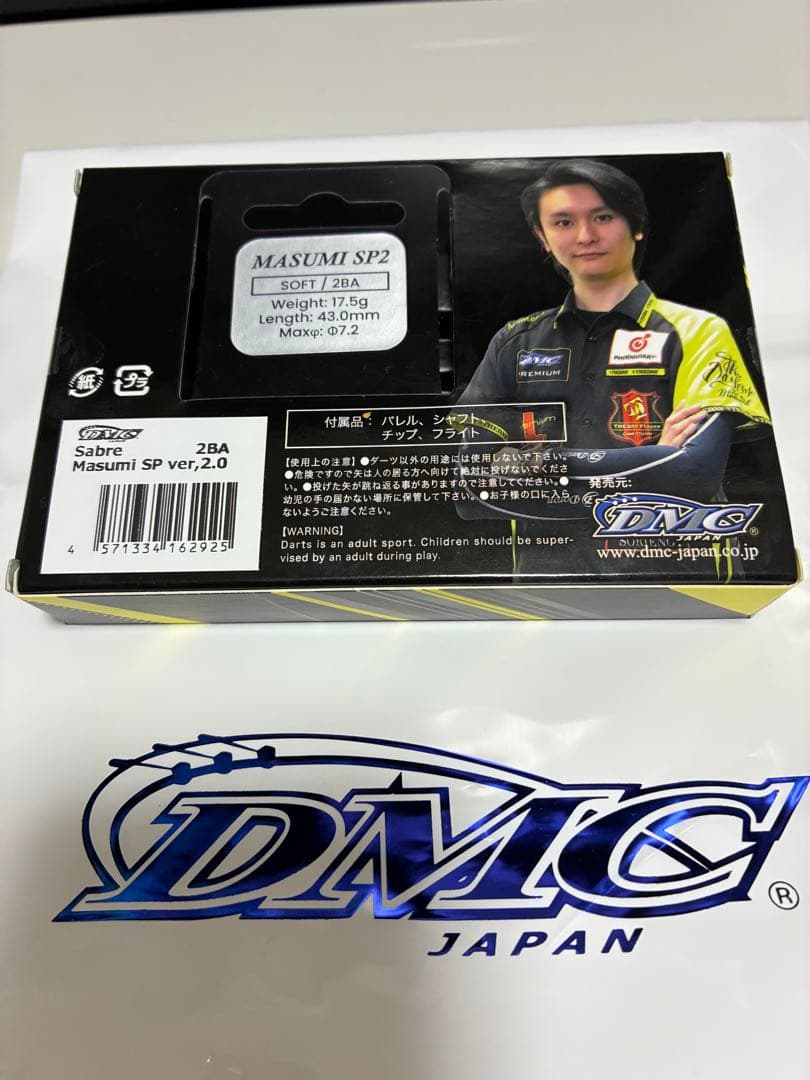 MASUMI SP2
SOFT / 2BA
Weight: 17.5g
Length: 43.0mm
Maxφ: Φ7.2
紙
プラ
DMC
PREMIUM
PHOENIXDARTS
付属品：バレル、シャフト
チップ、フライト
DMC
Sabre 2BA
Masumi SP ver,2.0
4 571334 162925
【使用上の注意】●ダーツ以外の用途には使用しないで下さい。
●危険ですので矢は人の居る方へ向けて絶対に投げないでくださ
い。●投げた矢が跳ね返る事がありますので注意してください。●
幼児の手の届かない場所に保管して下さい。●お子様の口に入ら
ないようご注意ください。
【WARNING】
Darts is an adult sport. Children should be super-
vised by an adult during play.
発売元:
DMC
JAPAN
®
www.dmc-japan.co.jp
DMC
®
JAPAN